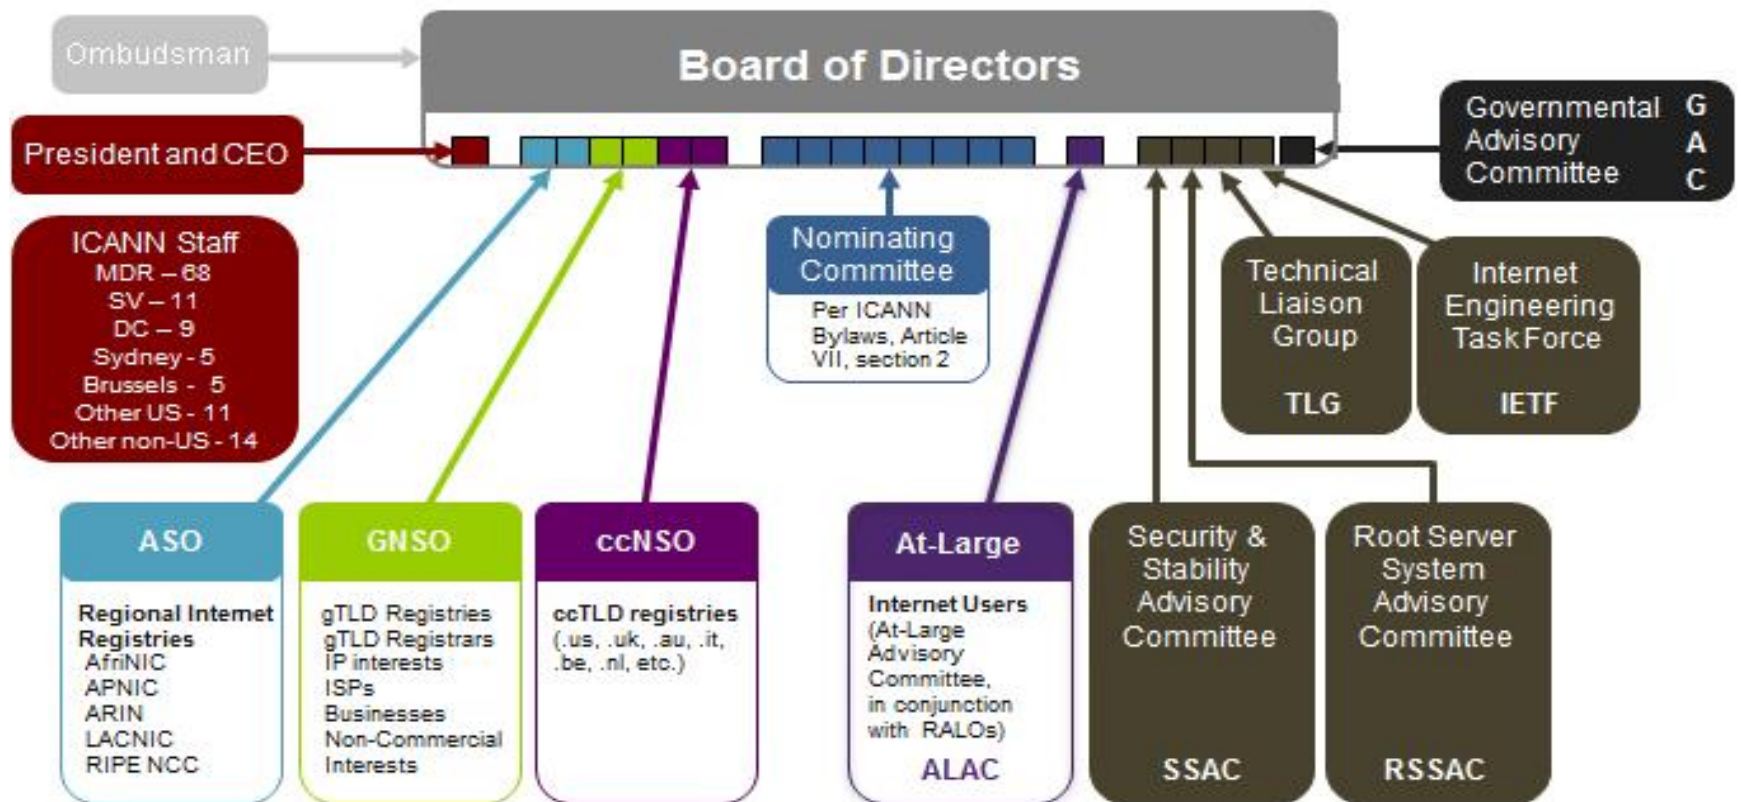 Ombudsman
Board of Directors
President and CEO
Governmental
Advisory
Committee
G
A
C
ICANN Staff
MDR – 68
SV – 11
DC – 9
Sydney - 5
Brussels -  5
Other US - 11
Other non-US - 14
Nominating
Committee
Per ICANN
Bylaws, Article
VII, section 2
Technical
Liaison
Group
TLG
Internet
Engineering
Task Force
IETF
ASO
Regional Internet
Registries
AfriNIC
APNIC
ARIN
LACNIC
RIPE NCC
GNSO
gTLD Registries
gTLD Registrars
IP interests
ISPs
Businesses
Non-Commercial
Interests
ccNSO
ccTLD registries
(.us, .uk, .au, .it,
.be, .nl, etc.)
At-Large
Internet Users
(At-Large
Advisory
Committee,
in conjunction
with RALOs)
ALAC
Security &
Stability
Advisory
Committee
SSAC
Root Server
System
Advisory
Committee
RSSAC